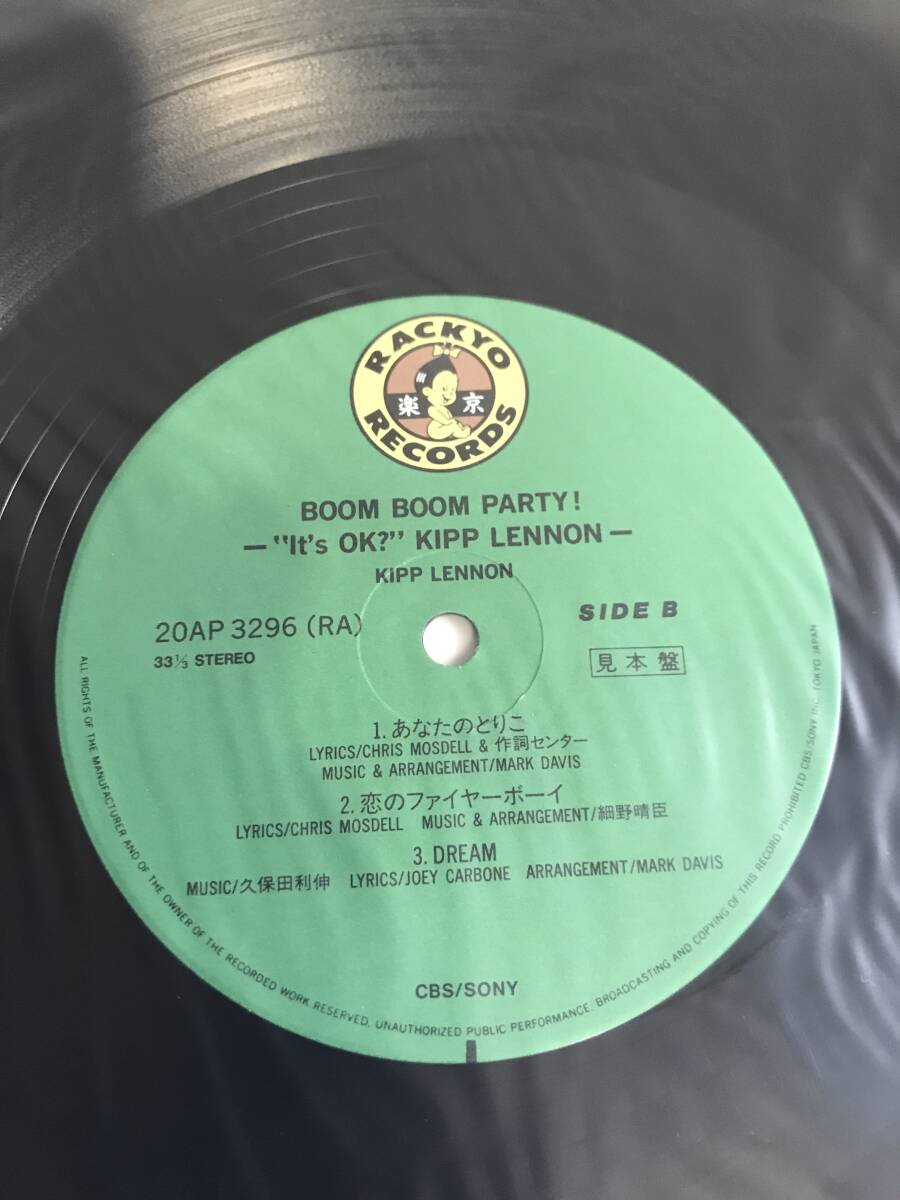 RACKYO
楽 京
RECORDS
BOOM BOOM PARTY!
—"It's OK?" KIPP LENNON—
KIPP LENNON
20AP 3296 (RA)
SIDE B
33⅓ STEREO
見本盤
1. あなたのとりこ
LYRICS/CHRIS MOSDELL & 作詞センター
MUSIC & ARRANGEMENT/MARK DAVIS
2. 恋のファイヤーボーイ
LYRICS/CHRIS MOSDELL MUSIC & ARRANGEMENT/細野晴臣
3. DREAM
MUSIC/久保田利伸 LYRICS/JOEY CARBONE ARRANGEMENT/MARK DAVIS
CBS/SONY
ALL RIGHTS OF THE MANUFACTURER AND OF THE OWNER OF THE RECORDED WORK RESERVED. UNAUTHORIZED PUBLIC PERFORMANCE. BROADCASTING AND COPYING OF THIS RECORD PROHIBITED CBS/SONY INC. TOKYO JAPAN